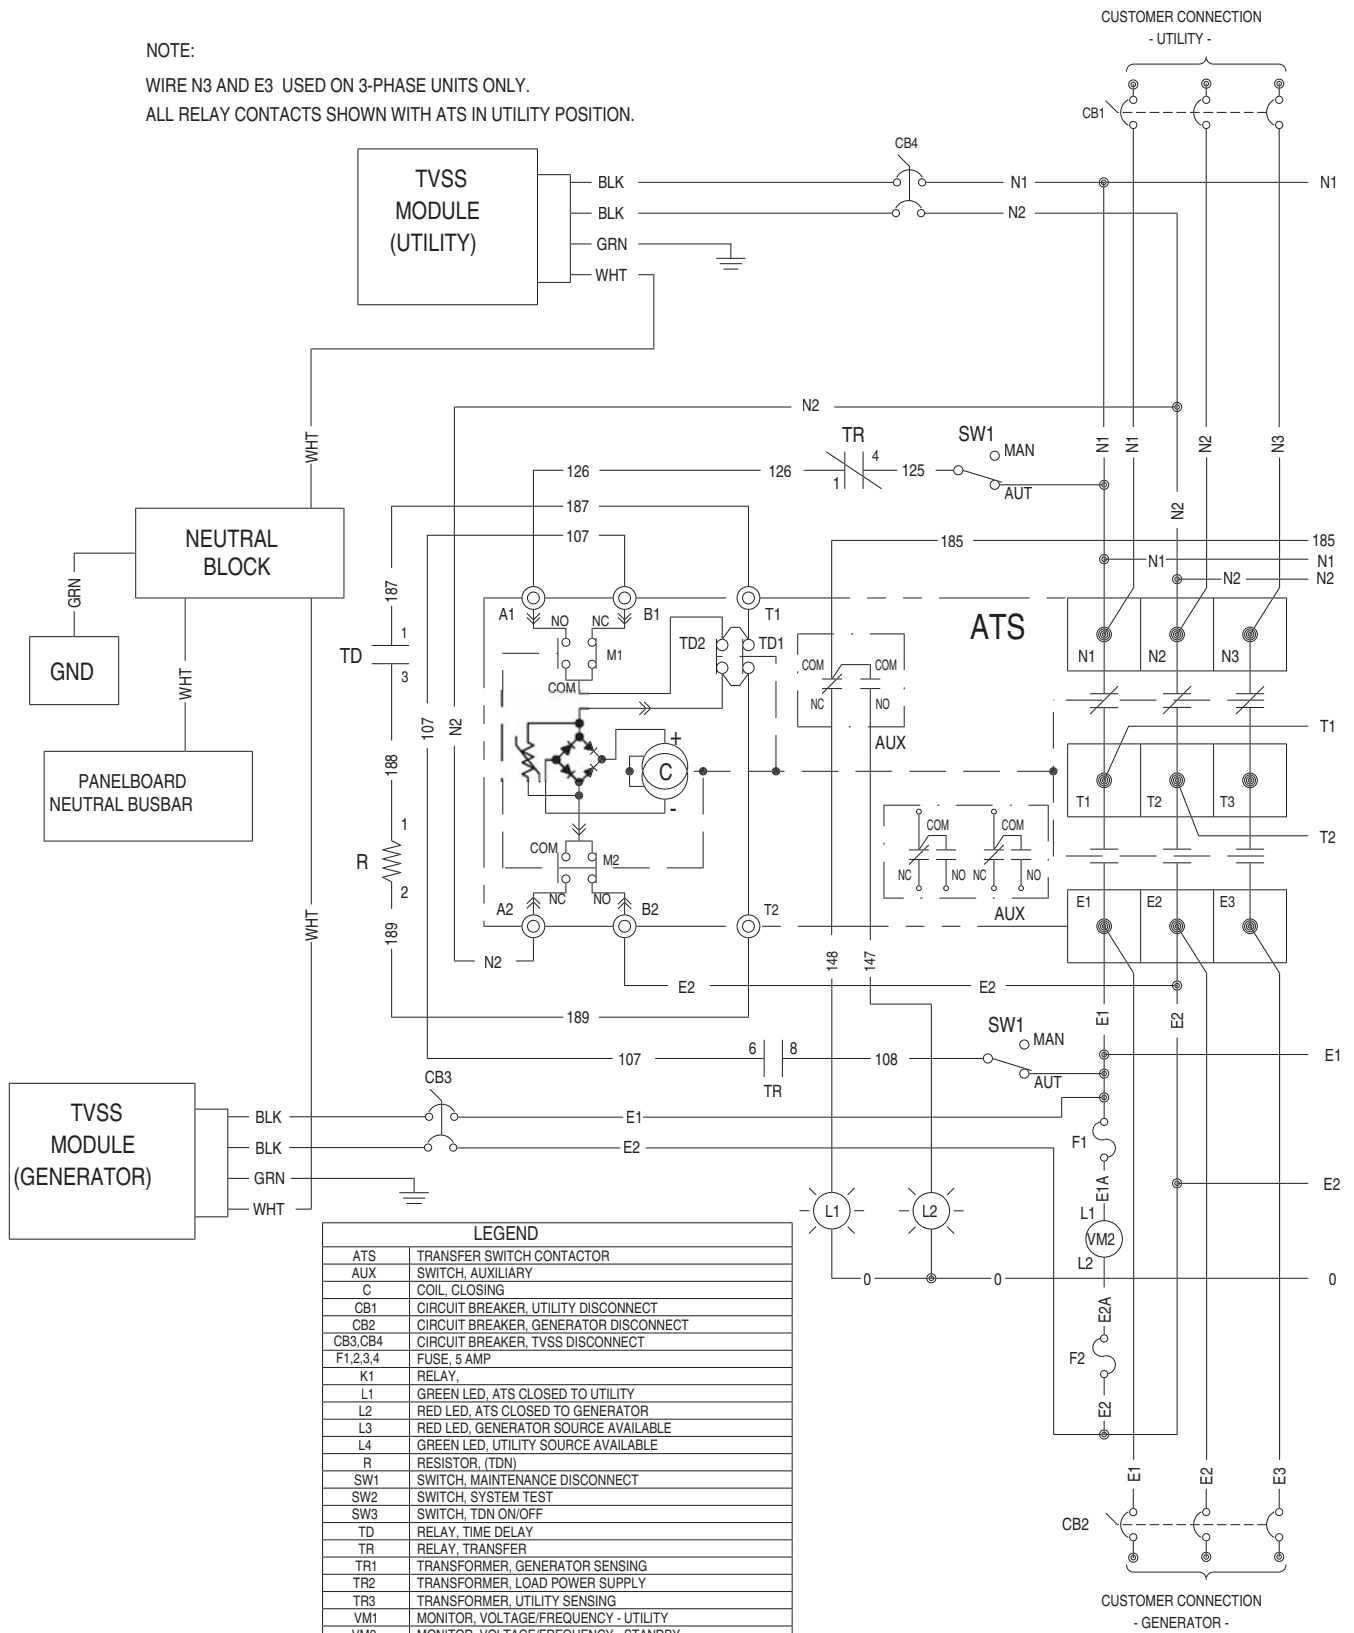 CUSTOMER CONNECTION
- UTILITY -
NOTE:
WIRE N3 AND E3 USED ON 3-PHASE UNITS ONLY.
ALL RELAY CONTACTS SHOWN WITH ATS IN UTILITY POSITION.
CB1
CB4
TVSS
MODULE
(UTILITY)
BLK
BLK
GRN
WHT
N1
N2
N1
N2
WHT
TR
4
1
SW1
MAN
AUT
126
126
125
N1
N1
N2
N2
N3
187
107
185
185
N1
N1
N2
N2
NEUTRAL
BLOCK
GRN
GND
WHT
PANELBOARD
NEUTRAL BUSBAR
187
TD
1
3
107
N2
188
R
1
2
189
WHT
A1
NO
NC
B1
T1
M1
COM
TD2
TD1
ATS
COM
COM
NC
NO
AUX
N1
N2
N3
T1
+
C
-
T1
T2
T3
T2
COM
M2
NC
NO
A2
B2
T2
COM
COM
NC
NO
NC
NO
AUX
E1
E2
E3
N2
E2
E2
148
147
189
107
6
8
TR
108
SW1
MAN
AUT
E1
E2
E1
CB3
TVSS
MODULE
(GENERATOR)
BLK
BLK
GRN
WHT
E1
E2
F1
E1A
L1
VM2
L2
E2
L1
L2
0
0
0
E2A
F2
E2
LEGEND
ATS TRANSFER SWITCH CONTACTOR
AUX SWITCH, AUXILIARY
C COIL, CLOSING
CB1 CIRCUIT BREAKER, UTILITY DISCONNECT
CB2 CIRCUIT BREAKER, GENERATOR DISCONNECT
CB3,CB4 CIRCUIT BREAKER, TVSS DISCONNECT
F1,2,3,4 FUSE, 5 AMP
K1 RELAY,
L1 GREEN LED, ATS CLOSED TO UTILITY
L2 RED LED, ATS CLOSED TO GENERATOR
L3 RED LED, GENERATOR SOURCE AVAILABLE
L4 GREEN LED, UTILITY SOURCE AVAILABLE
R RESISTOR, (TDN)
SW1 SWITCH, MAINTENANCE DISCONNECT
SW2 SWITCH, SYSTEM TEST
SW3 SWITCH, TDN ON/OFF
TD RELAY, TIME DELAY
TR RELAY, TRANSFER
TR1 TRANSFORMER, GENERATOR SENSING
TR2 TRANSFORMER, LOAD POWER SUPPLY
TR3 TRANSFORMER, UTILITY SENSING
VM1 MONITOR, VOLTAGE/FREQUENCY - UTILITY
VM2 MONITOR, VOLTAGE/FREQUENCY - STANDBY
E1
E2
E3
CB2
CUSTOMER CONNECTION
- GENERATOR -